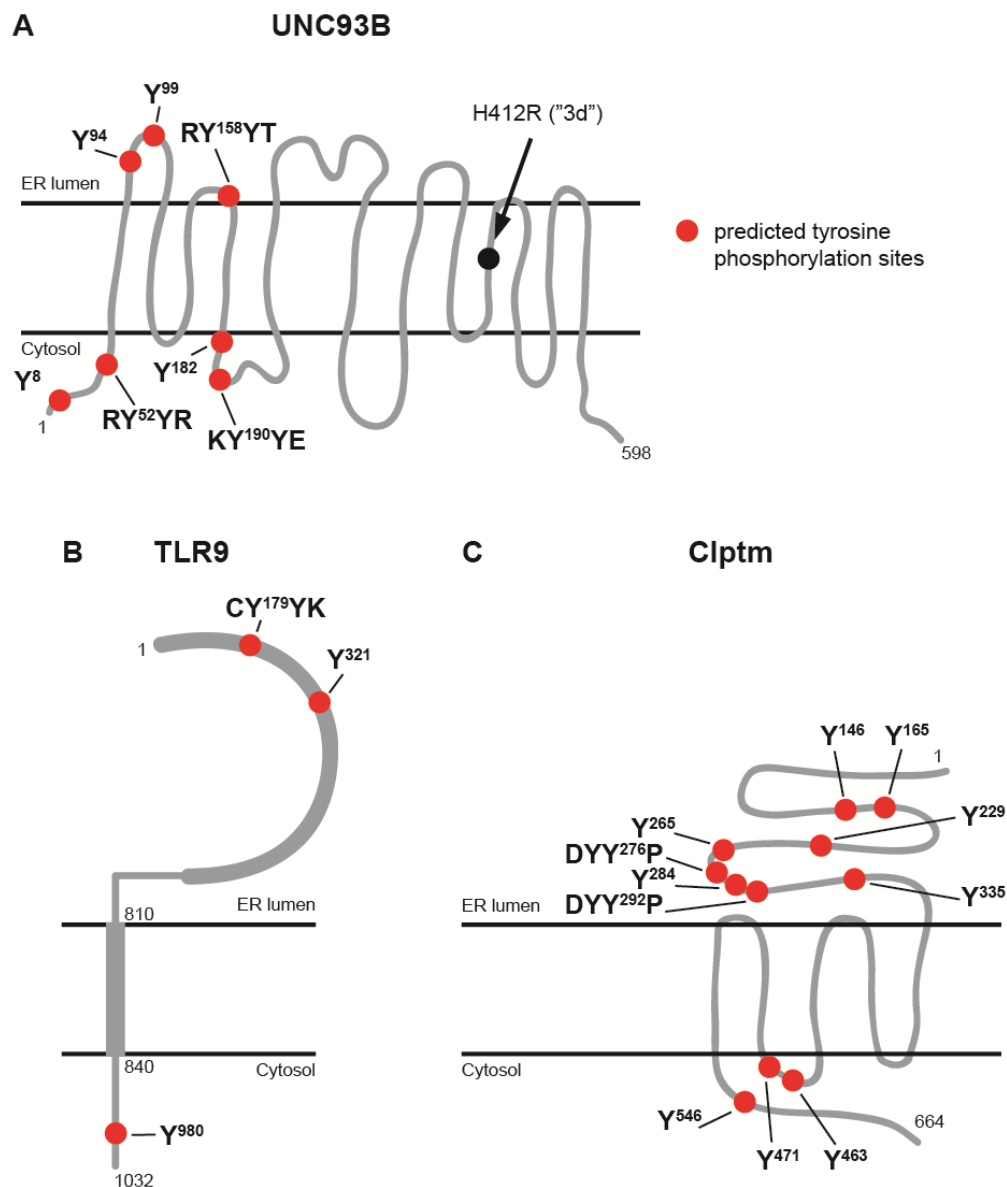 A
UNC93B
Y99
Y94
RY158YT
H412R (”3d”)
ER lumen
predicted tyrosine
phosphorylation sites
Cytosol
Y8
Y182
RY52YR
1
KY190YE
598
B
TLR9
C
Clptm
CY179YK
1
Y321
Y146
Y165
1
Y265
Y229
DYY276P
Y284
DYY292P
Y335
810
ER lumen
ER lumen
840
Cytosol
Cytosol
Y980
1032
Y546
664
Y471
Y463